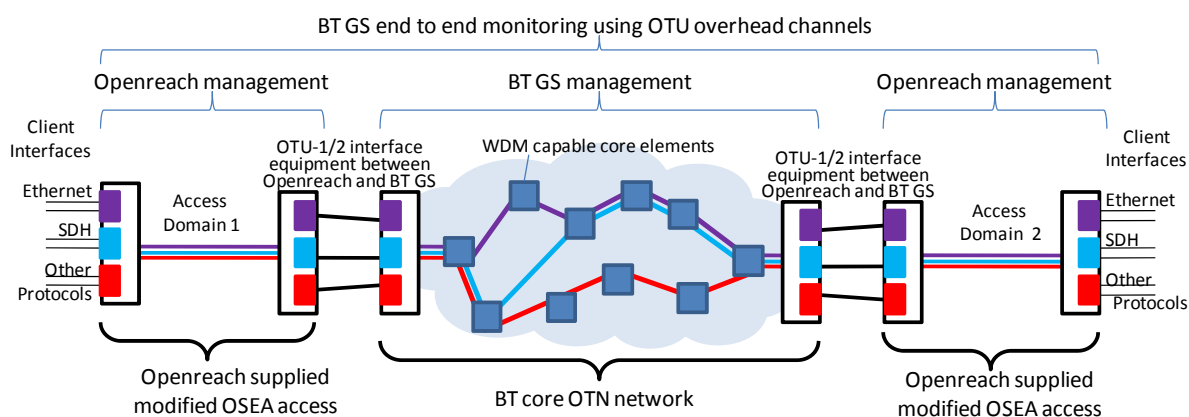 BT GS end to end monitoring using OTU overhead channels
Openreach management
BT GS management
Openreach management
Client
Interfaces
OTU-1/2 interface
equipment between
Openreach and BT GS
WDM capable core elements
OTU-1/2 interface
equipment between
Openreach and BT GS
Client
Interfaces
Ethernet
SDH
Other
Protocols
Access
Domain 1
Access
Domain 2
Ethernet
SDH
Other
Protocols
Openreach supplied
modified OSEA access
BT core OTN network
Openreach supplied
modified OSEA access